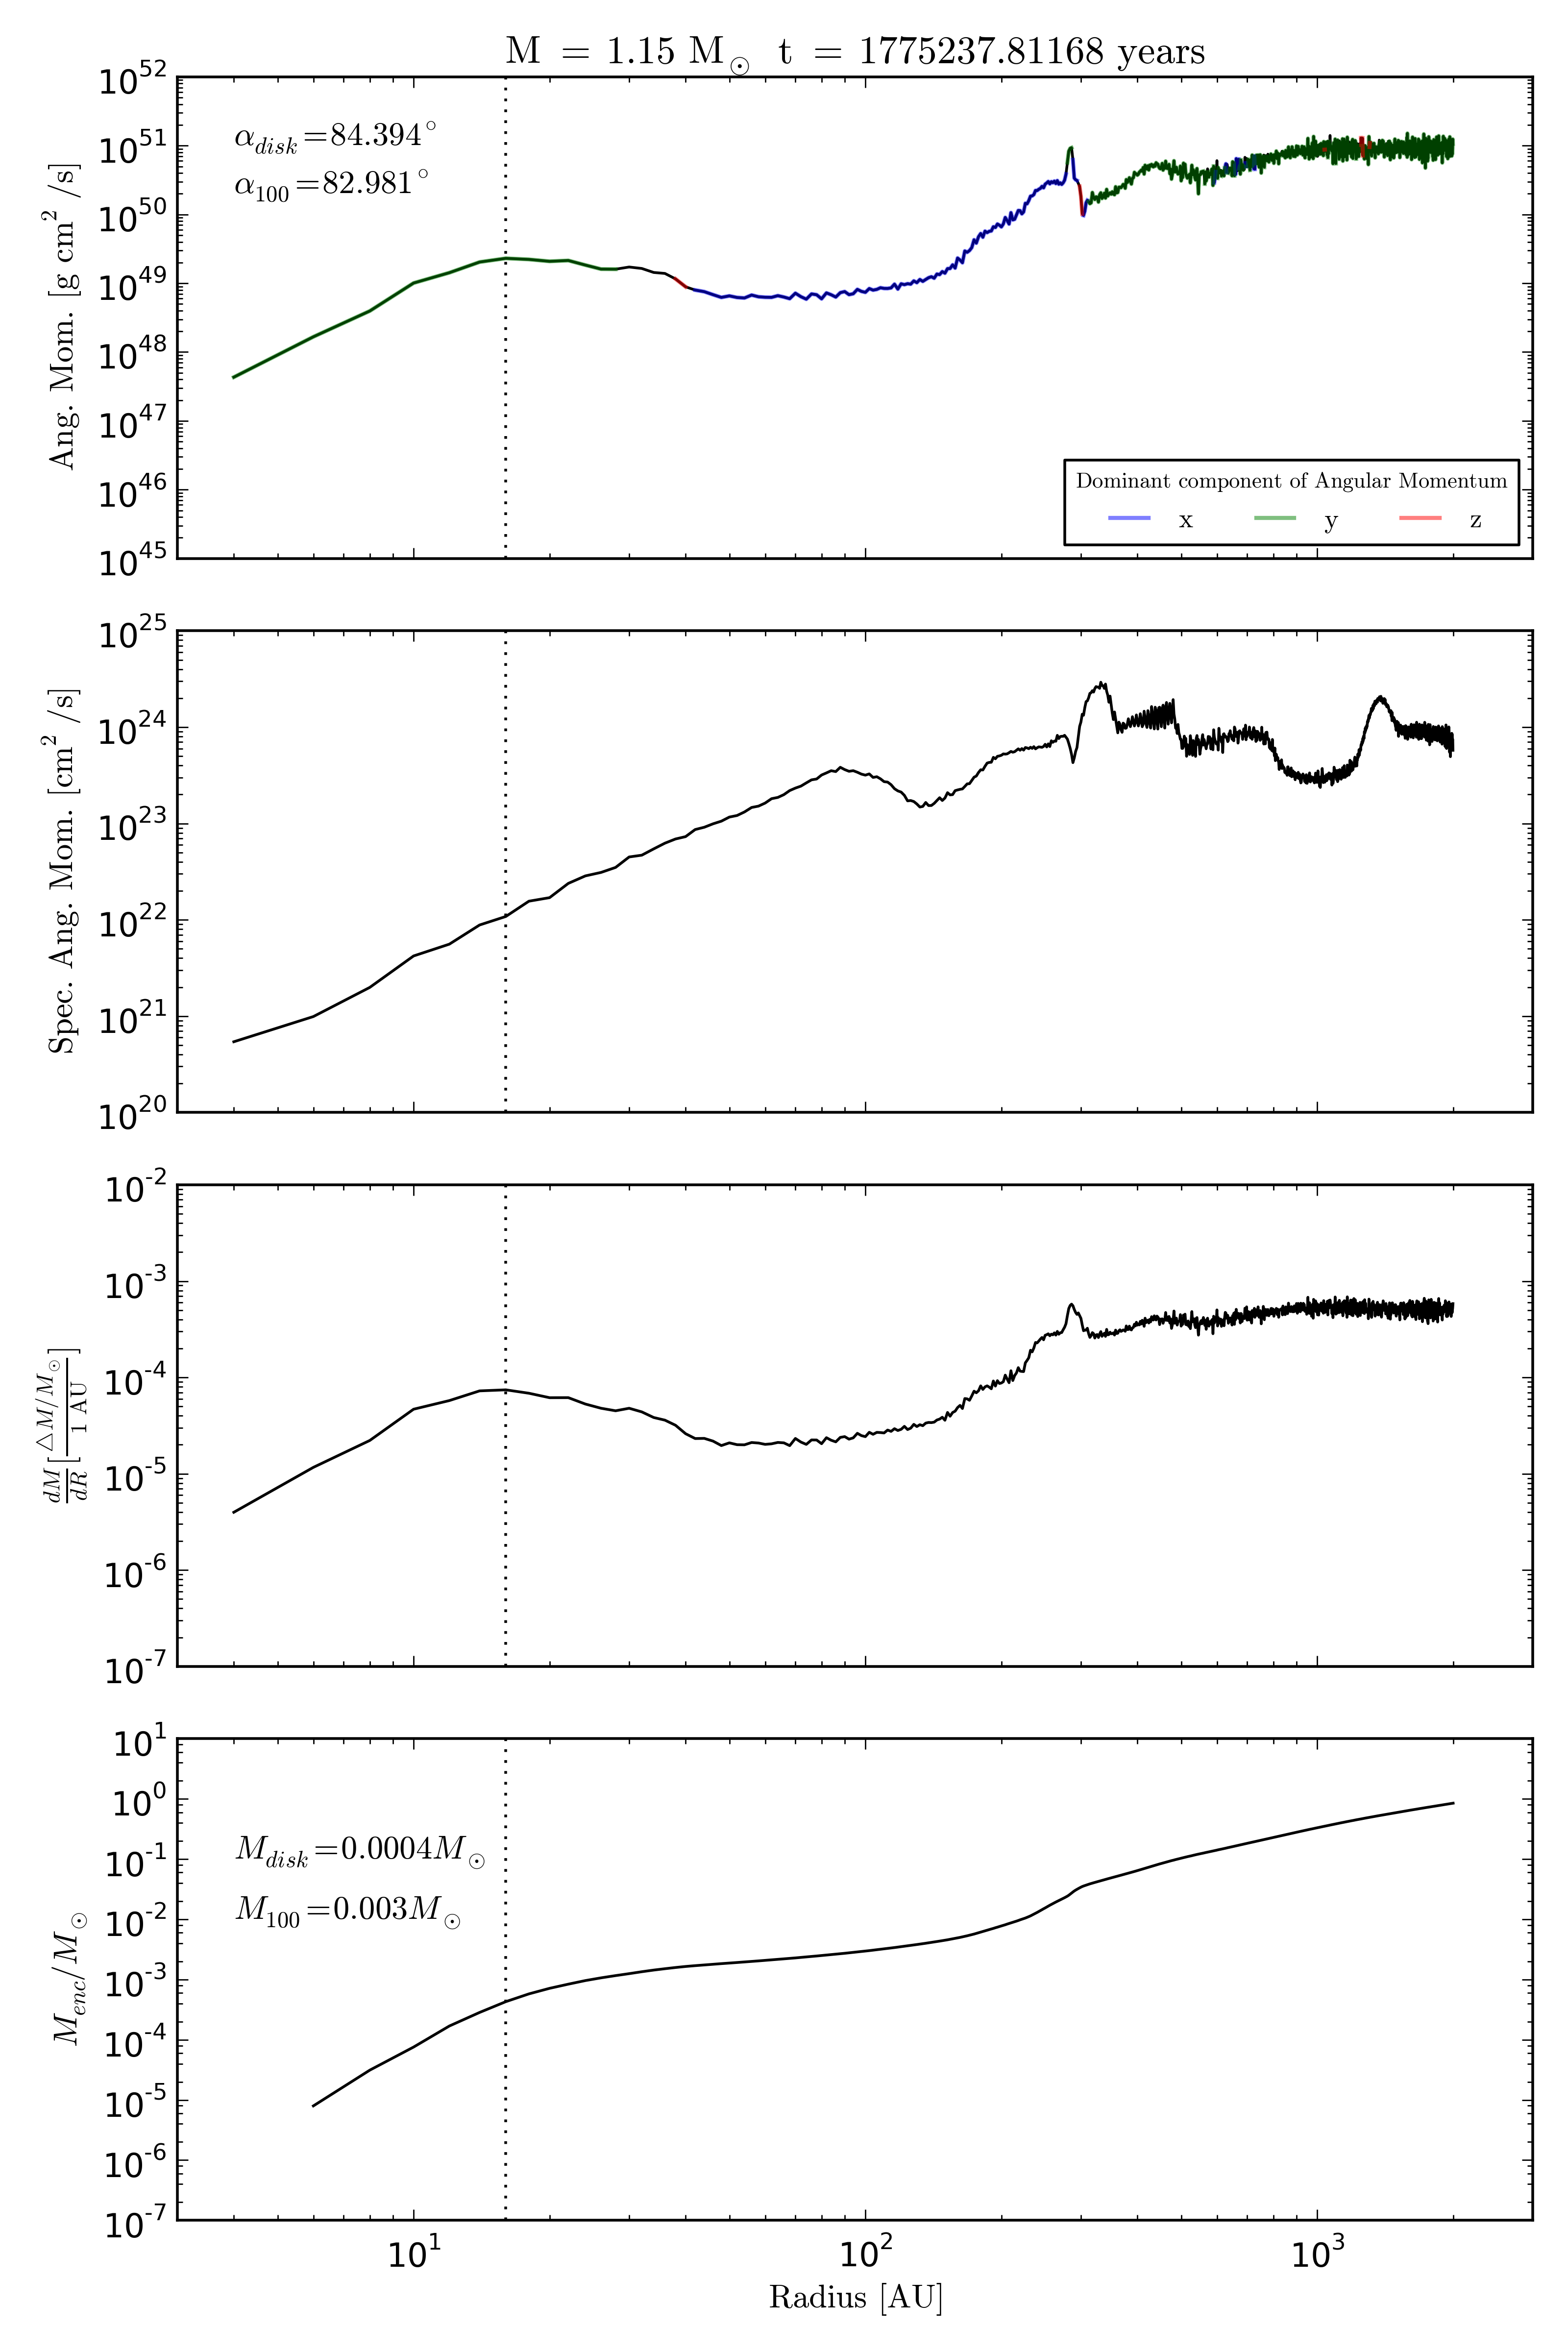 M = 1.15 M⊙ t = 1775237.81168 years
10^52
10^51
10^50
10^49
10^48
10^47
10^46
10^45
Ang. Mom. [g cm^2 /s]
α_disk=84.394°
α_100=82.981°
Dominant component of Angular Momentum
x y z
10^25
10^24
10^23
10^22
10^21
10^20
Spec. Ang. Mom. [cm^2 /s]
10^-2
10^-3
10^-4
10^-5
10^-6
10^-7
dM/dR [△M/M⊙ / 1 AU]
10^1
10^0
10^-1
10^-2
10^-3
10^-4
10^-5
10^-6
10^-7
M_enc/M⊙
M_disk=0.0004M⊙
M_100=0.003M⊙
10^1 10^2 10^3
Radius [AU]